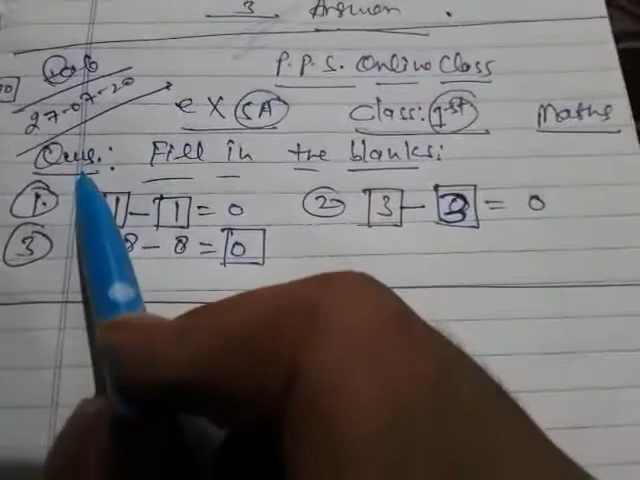 3 Answer.
Date P.P.S. Online Class
27-07-20 ex 5A Class: 1st Maths
Ques.: Fill in the blanks:
1. 1 - 1 = 0 2 3 - 3 = 0
3 8 - 8 = 0